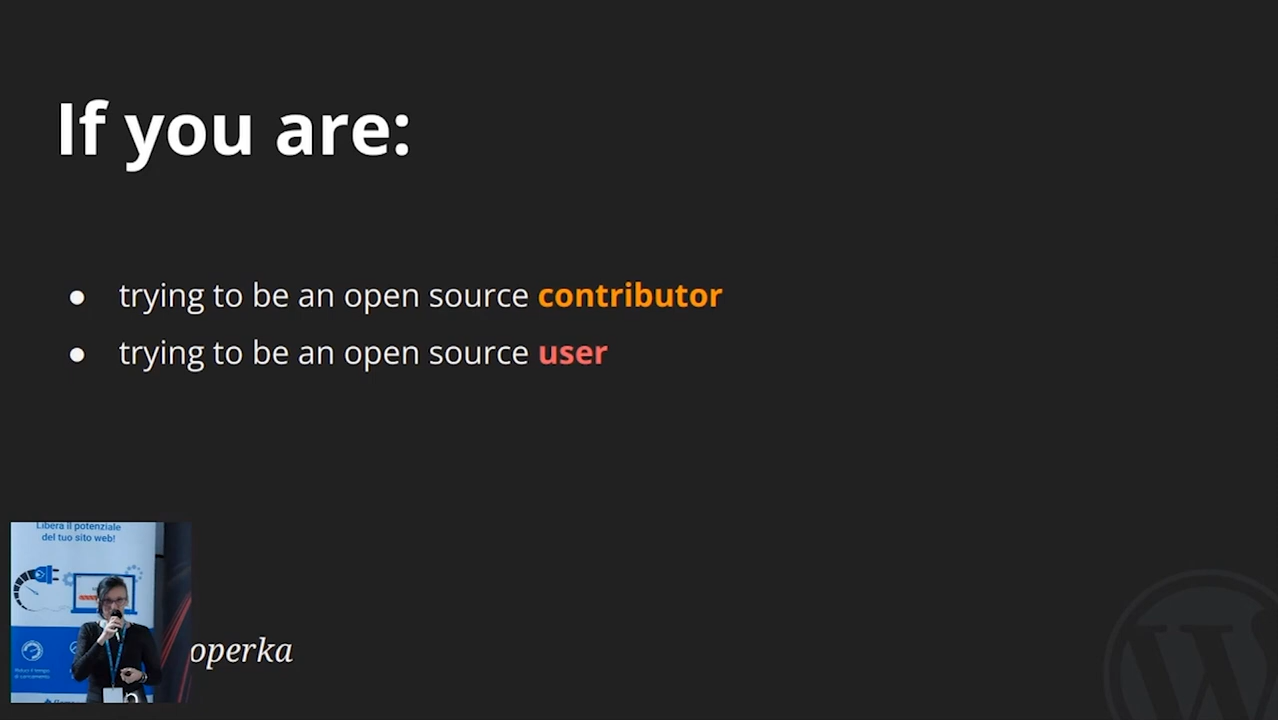 If you are:
● trying to be an open source contributor
● trying to be an open source user
Libera il potenziale
del tuo sito web!
operka